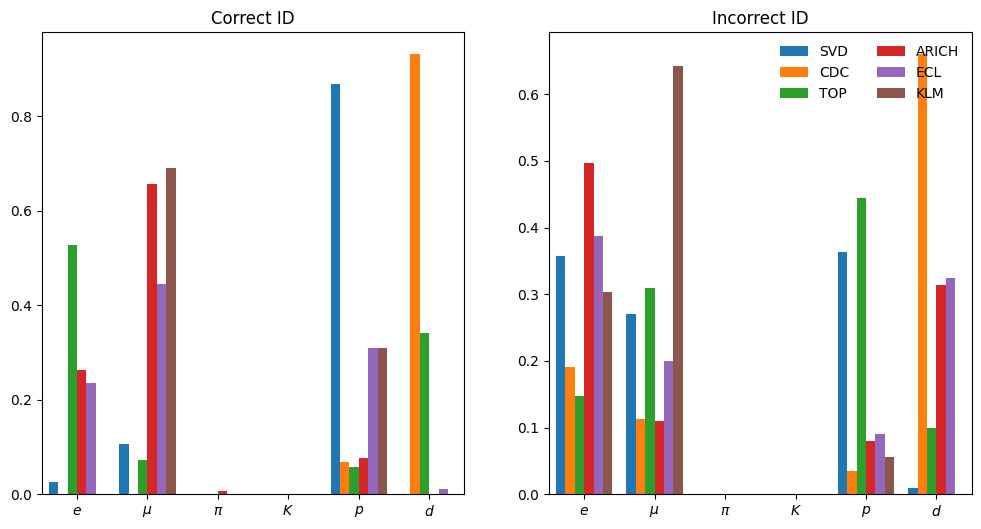 Correct ID
0.8
0.6
0.4
0.2
0.0
e μ π K p d
Incorrect ID
SVD ARICH
CDC ECL
TOP KLM
0.6
0.5
0.4
0.3
0.2
0.1
0.0
e μ π K p d